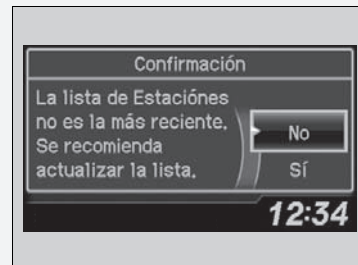 Confirmación
La lista de Estaciónes
no es la más reciente.
Se recomienda
actualizar la lista.
No
Sí
12:34